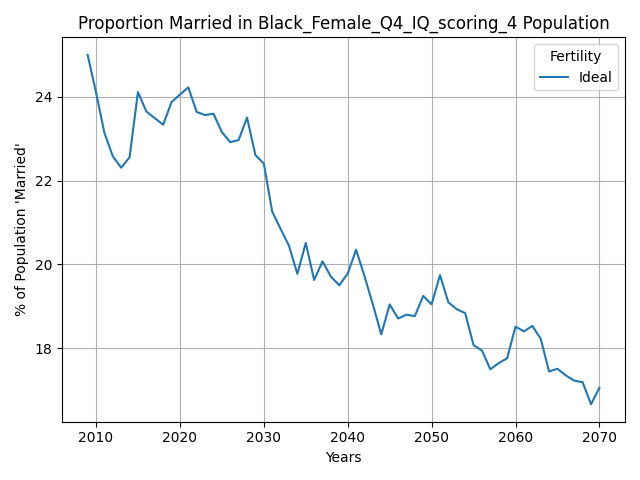 Proportion Married in Black_Female_Q4_IQ_scoring_4 Population
Fertility
Ideal
% of Population 'Married'
24
22
20
18
2010 2020 2030 2040 2050 2060 2070
Years